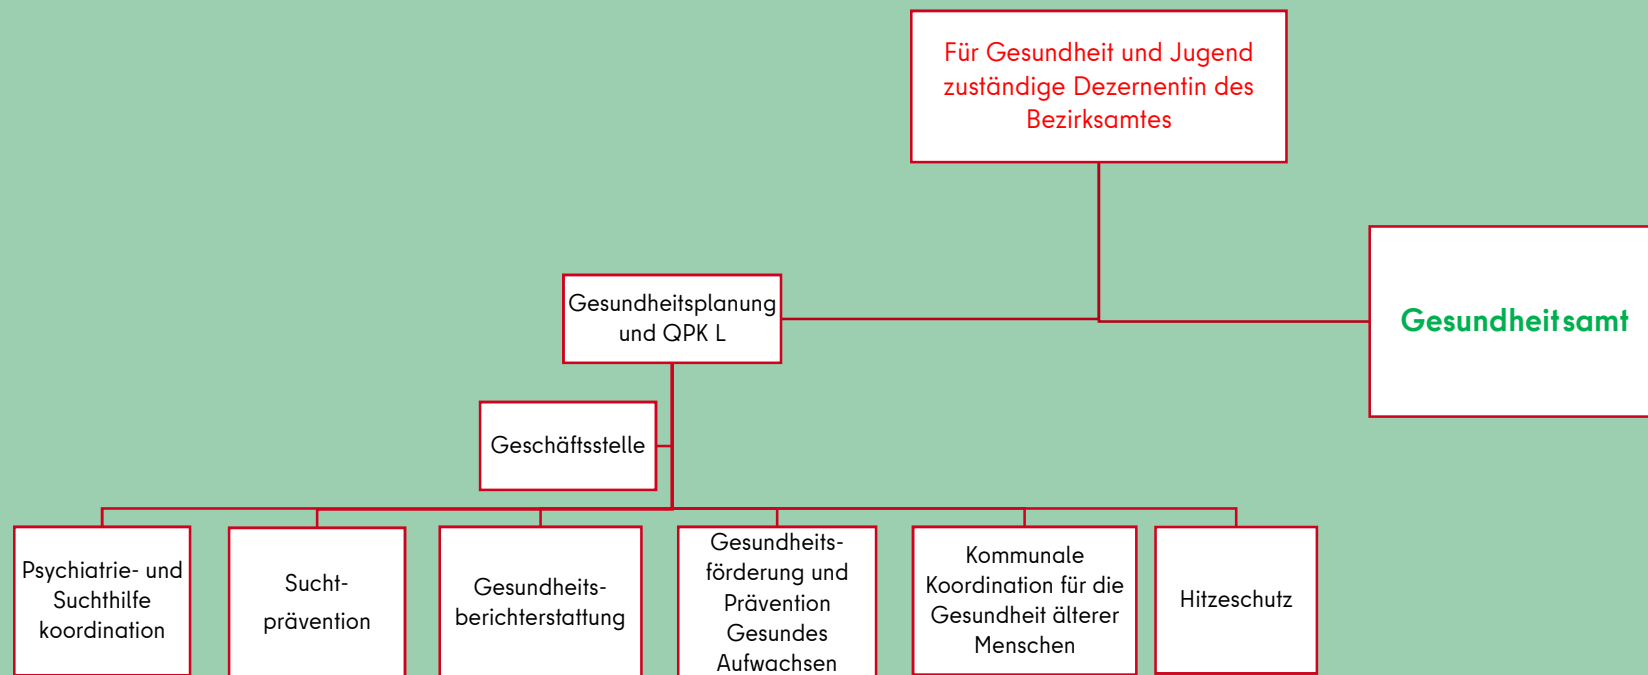 Für Gesundheit und Jugend
zuständige Dezernentin des
Bezirksamtes
Gesundheitsplanung
und QPK L
Gesundheitsamt
Geschäftsstelle
Psychiatrie- und
Suchthilfe
koordination
Sucht-
prävention
Gesundheits-
berichterstattung
Gesundheits-
förderung und
Prävention
Gesundes
Aufwachsen
Kommunale
Koordination für die
Gesundheit älterer
Menschen
Hitzeschutz